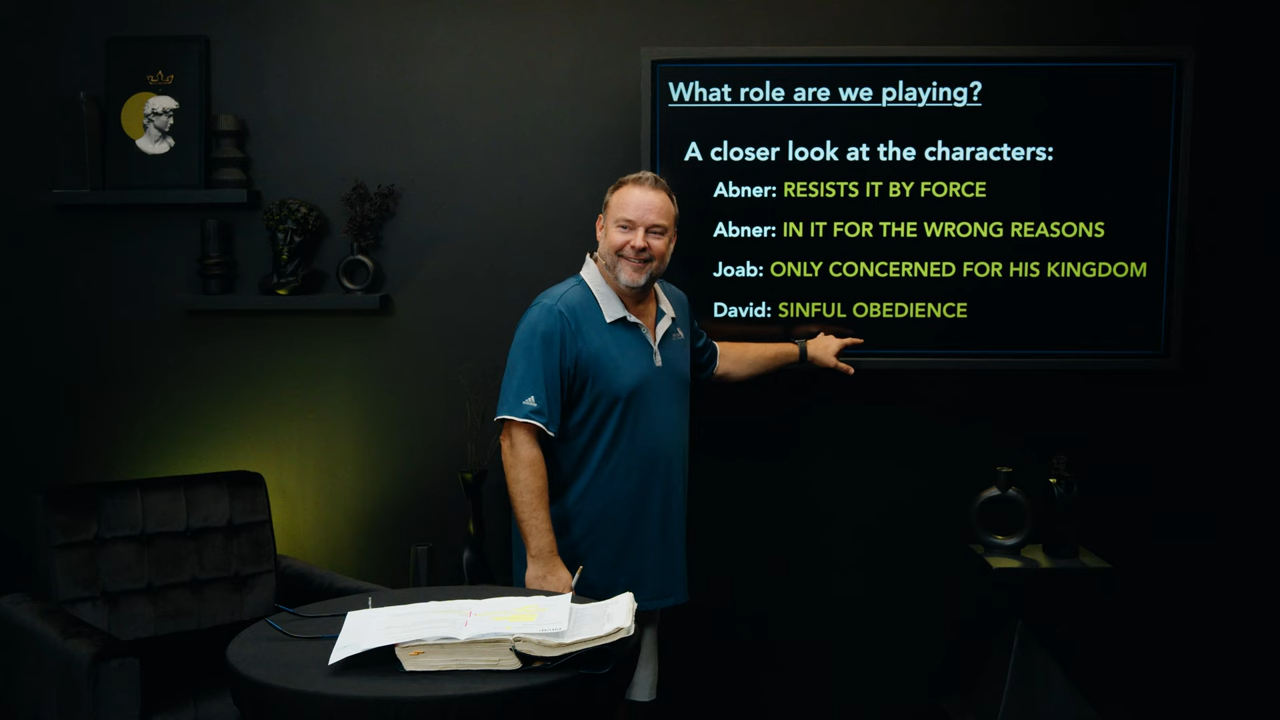 What role are we playing?
A closer look at the characters:
Abner: RESISTS IT BY FORCE
Abner: IN IT FOR THE WRONG REASONS
Joab: ONLY CONCERNED FOR HIS KINGDOM
David: SINFUL OBEDIENCE